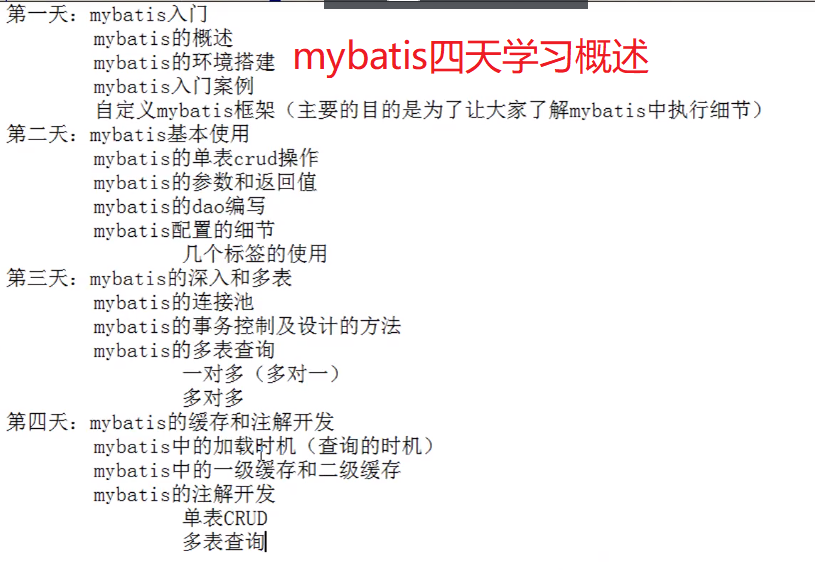 第一天：mybatis入门
mybatis的概述
mybatis的环境搭建
mybatis四天学习概述
mybatis入门案例
自定义mybatis框架（主要的目的是为了让大家了解mybatis中执行细节）
第二天：mybatis基本使用
mybatis的单表crud操作
mybatis的参数和返回值
mybatis的dao编写
mybatis配置的细节
几个标签的使用
第三天：mybatis的深入和多表
mybatis的连接池
mybatis的事务控制及设计的方法
mybatis的多表查询
一对多（多对一）
多对多
第四天：mybatis的缓存和注解开发
mybatis中的加载时机（查询的时机）
mybatis中的一级缓存和二级缓存
mybatis的注解开发
单表CRUD
多表查询